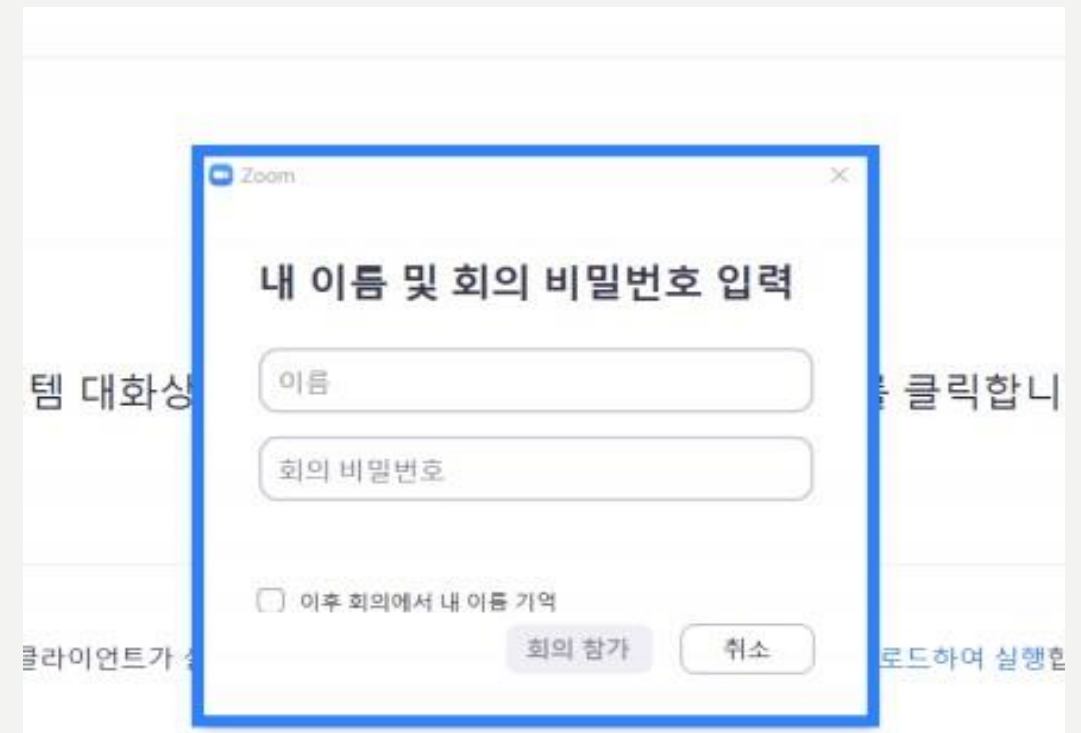 Zoom
내 이름 및 회의 비밀번호 입력
이름
템 대화상
클릭합니
회의 비밀번호
이후 회의에서 내 이름 기억
회의 참가 취소
클라이언트가
로드하여 실행합